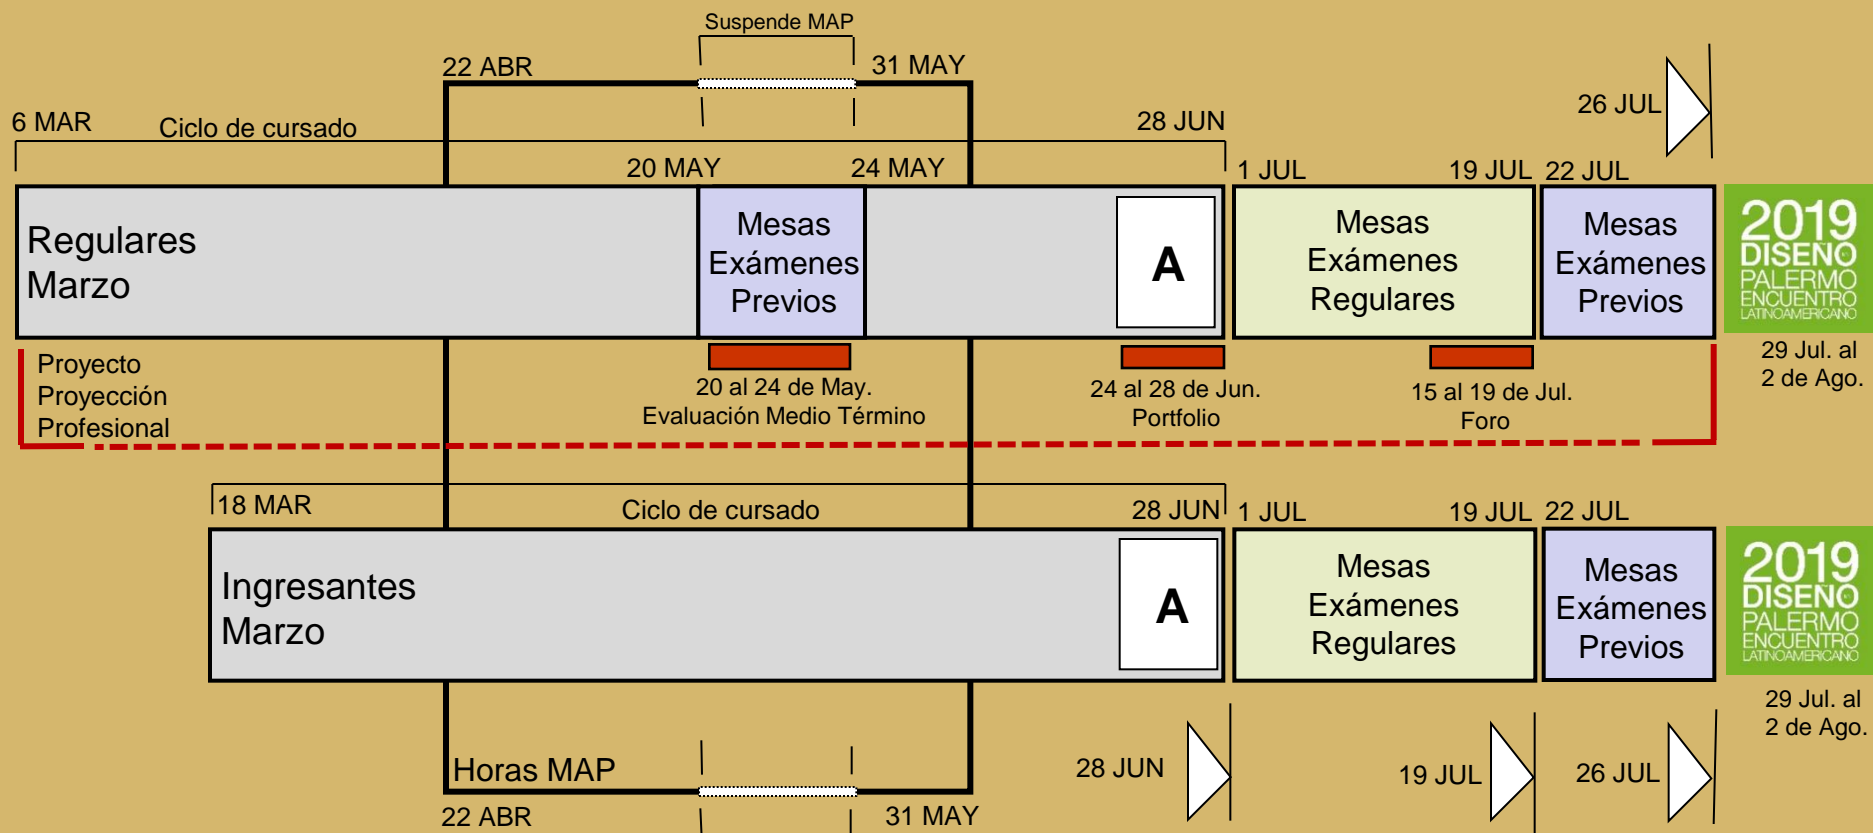 Suspende MAP
22 ABR
31 MAY
26 JUL
6 MAR
Ciclo de cursado
28 JUN
20 MAY
24 MAY
1 JUL
19 JUL
22 JUL
Regulares
Marzo
Mesas
Exámenes
Previos
A
Mesas
Exámenes
Regulares
Mesas
Exámenes
Previos
2019
DISEÑO
PALERMO
ENCUENTRO
LATINOAMERICANO
29 Jul. al
2 de Ago.
Proyecto
Proyección
Profesional
20 al 24 de May.
Evaluación Medio Término
24 al 28 de Jun.
Portfolio
15 al 19 de Jul.
Foro
18 MAR
Ciclo de cursado
28 JUN
1 JUL
19 JUL
22 JUL
Ingresantes
Marzo
A
Mesas
Exámenes
Regulares
Mesas
Exámenes
Previos
2019
DISEÑO
PALERMO
ENCUENTRO
LATINOAMERICANO
29 Jul. al
2 de Ago.
Horas MAP
22 ABR
31 MAY
28 JUN
19 JUL
26 JUL